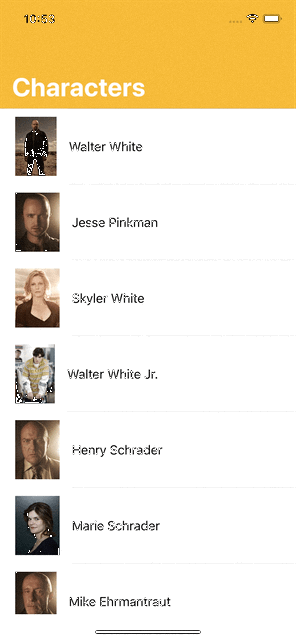 10:53
Characters
Walter White
Jesse Pinkman
Skyler White
Walter White Jr.
Henry Schrader
Marie Schrader
Mike Ehrmantraut